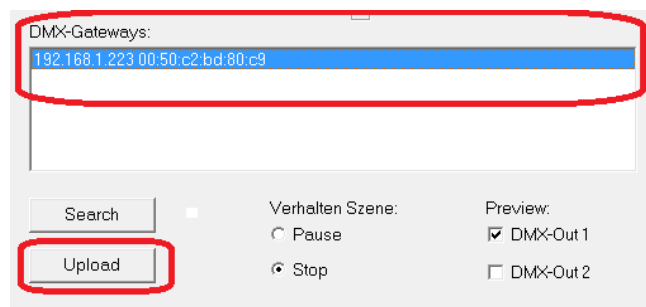 DMX-Gateways:
192.168.1.223 00:50:c2:bd:80:c9
Search
Verhalten Szene:
Preview:
Pause
DMX-Out 1
Upload
Stop
DMX-Out 2